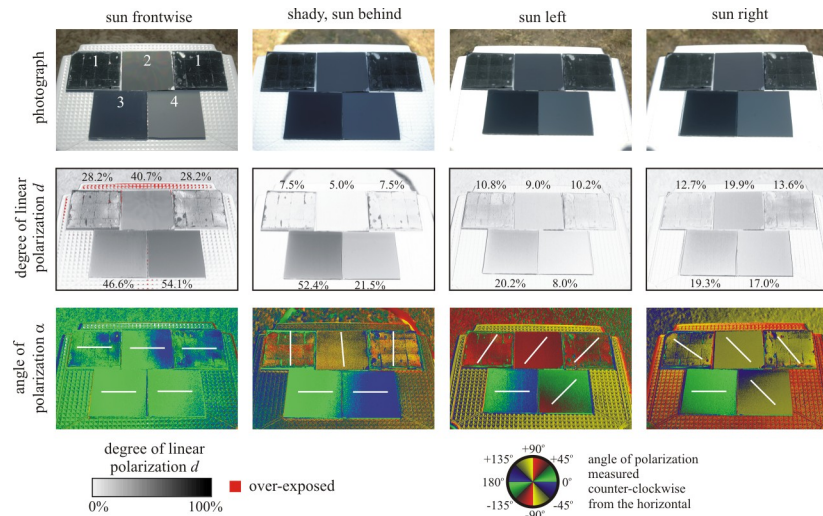 sun frontwise
shady, sun behind
sun left
sun right
photograph
1 2 1
3 4
degree of linear
polarization d
28.2% 40.7% 28.2%
46.6% 54.1%
7.5% 5.0% 7.5%
52.4% 21.5%
10.8% 9.0% 10.2%
20.2% 8.0%
12.7% 19.9% 13.6%
19.3% 17.0%
angle of
polarization α
degree of linear
polarization d
0% 100%
over-exposed
+90°
+135° +45°
180° 0°
-135° -45°
-90°
angle of polarization
measured
counter-clockwise
from the horizontal